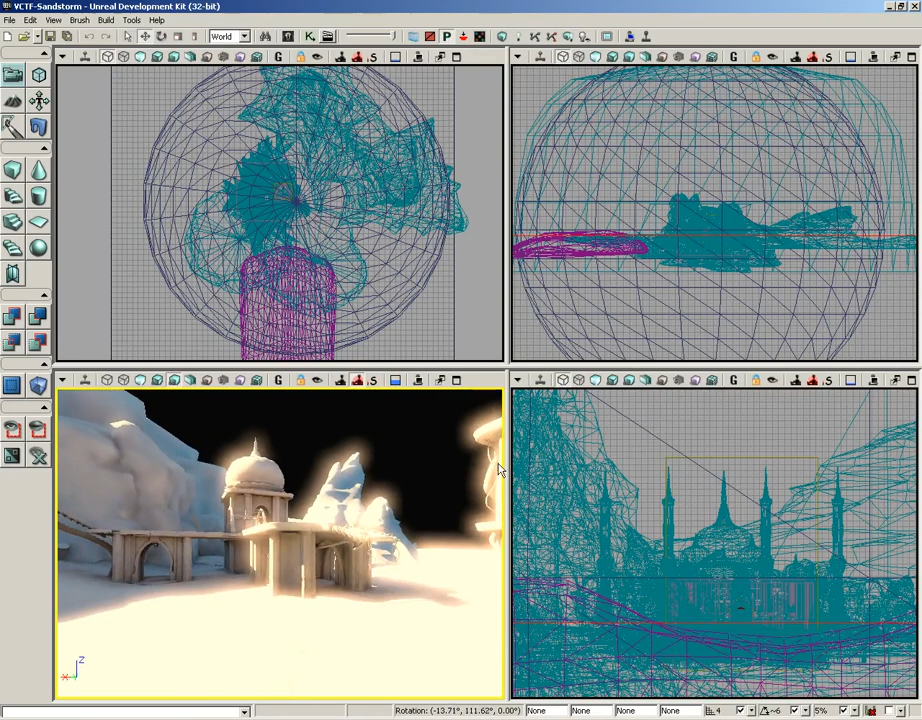 VCTF-Sandstorm - Unreal Development Kit (32-bit)
File Edit View Brush Build Tools Help
World
P
G S
G S
G S
G S
Z
X
Rotation: (-13.71°, 111.62°, 0.00°) None None None None 4 ~6 5%